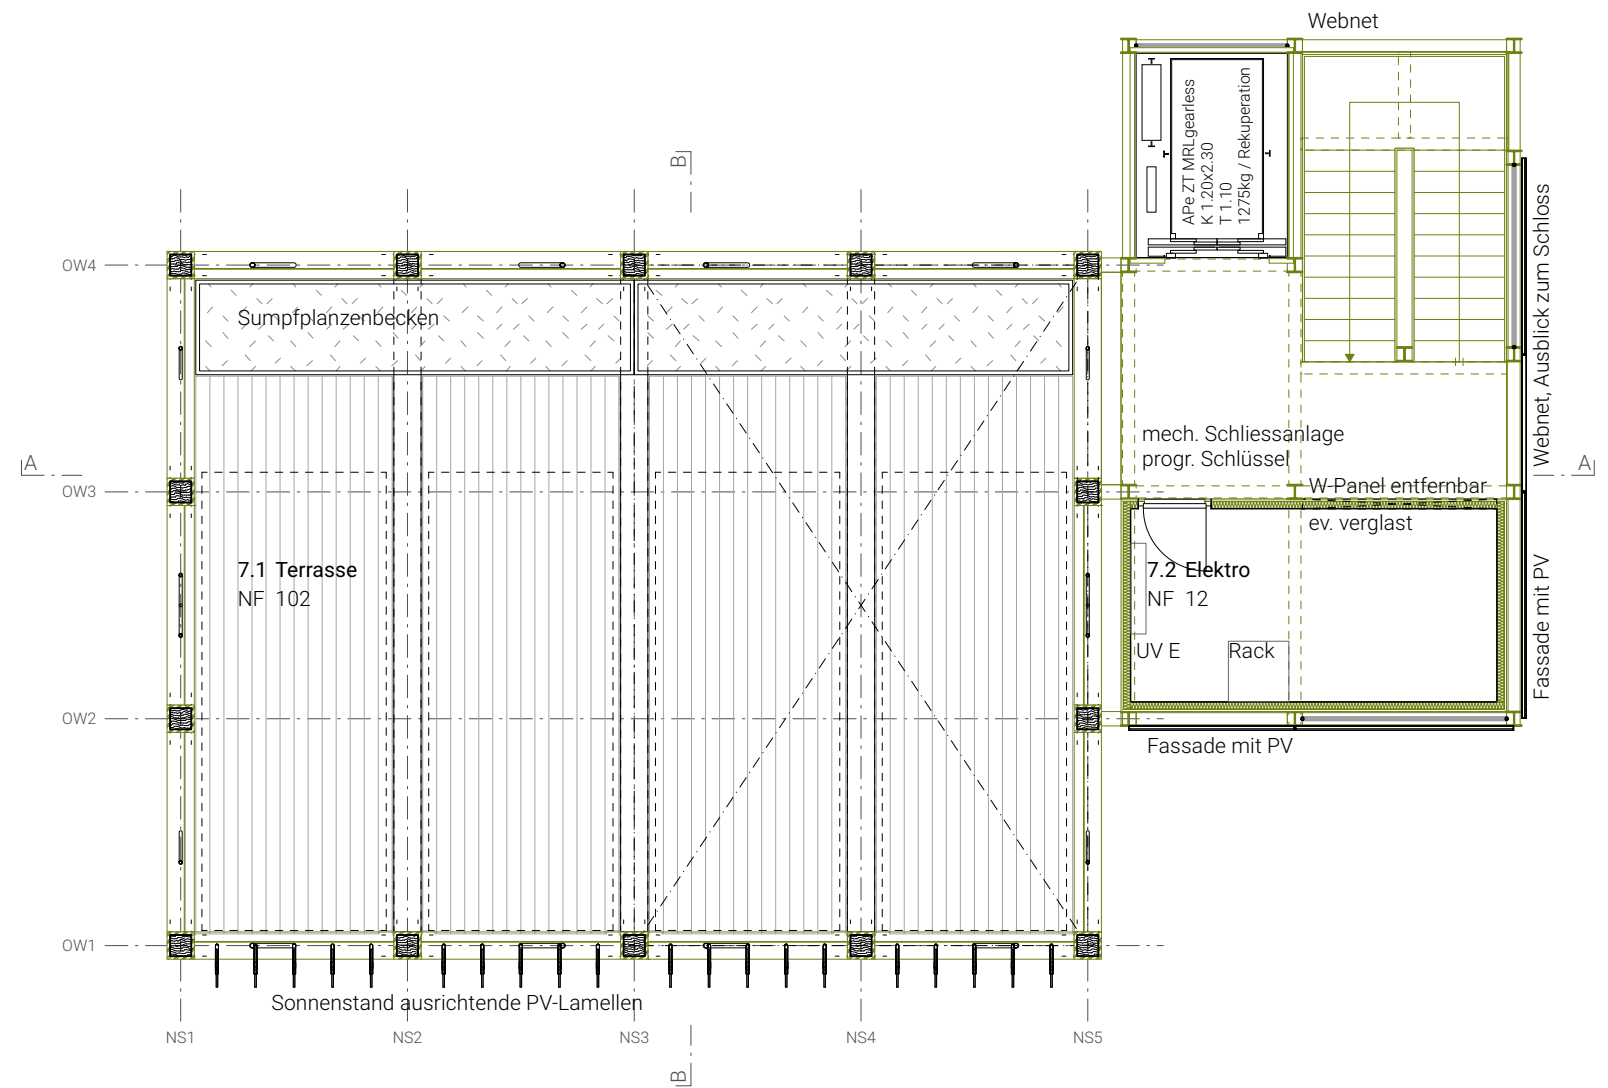 Webnet
APe ZT MRLgearless
K 1.20x2.30
T 1.10
1275kg / Rekuperation
B
OW4
Sumpfplanzenbecken
Webnet, Ausblick zum Schloss
mech. Schliessanlage
progr. Schlüssel
A
A
OW3
W-Panel entfernbar
ev. verglast
7.1 Terrasse
NF 102
7.2 Elektro
NF 12
UV E
Rack
Fassade mit PV
OW2
Fassade mit PV
OW1
Sonnenstand ausrichtende PV-Lamellen
NS1
NS2
NS3
NS4
NS5
B